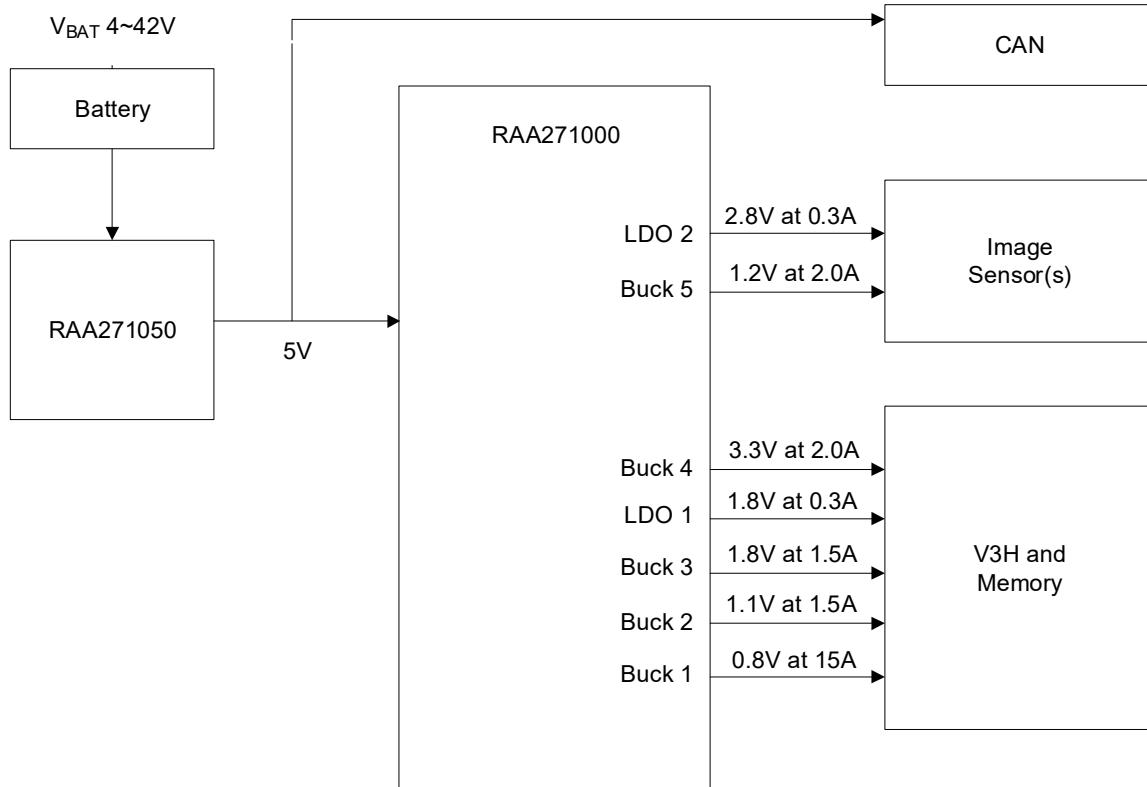 V_BAT 4~42V
CAN
Battery
RAA271000
2.8V at 0.3A
LDO 2
Image
Sensor(s)
1.2V at 2.0A
Buck 5
RAA271050
5V
3.3V at 2.0A
Buck 4
1.8V at 0.3A
LDO 1
1.8V at 1.5A
Buck 3
V3H and
Memory
1.1V at 1.5A
Buck 2
0.8V at 15A
Buck 1